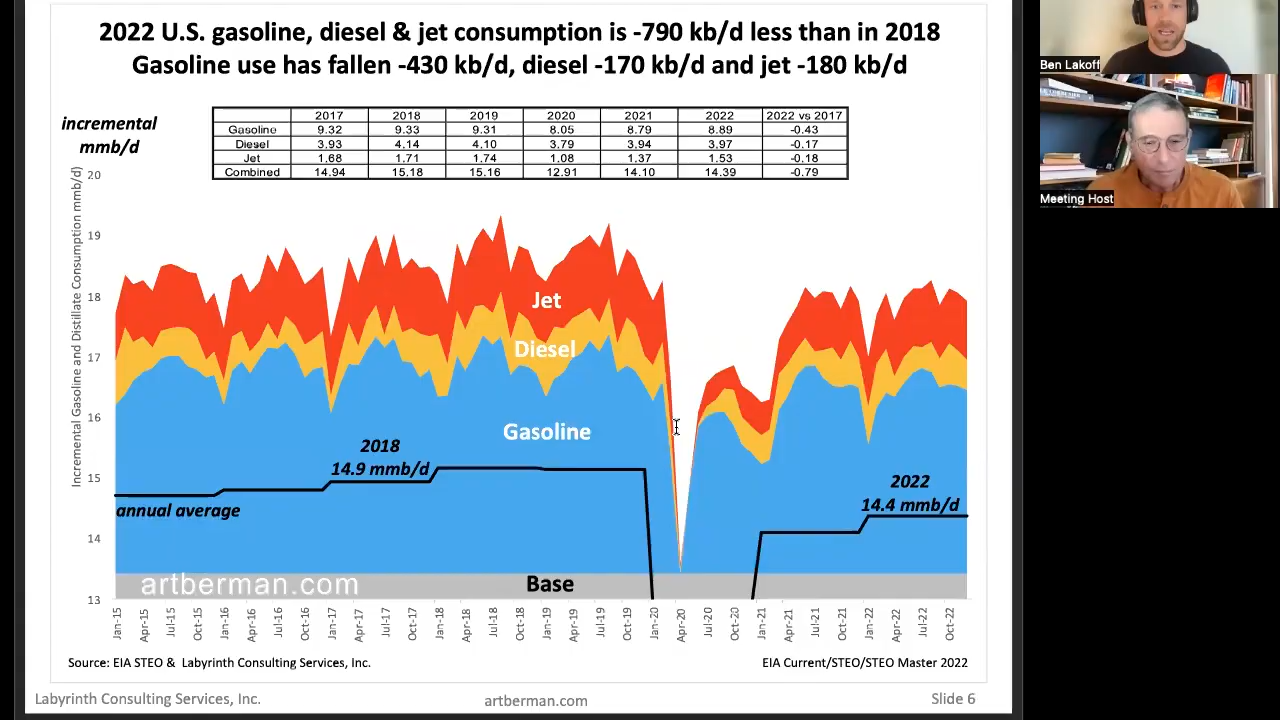 2022 U.S. gasoline, diesel & jet consumption is -790 kb/d less than in 2018
Gasoline use has fallen -430 kb/d, diesel -170 kb/d and jet -180 kb/d
incremental
mmb/d
2017 2018 2019 2020 2021 2022 2022 vs 2017
Gasoline 9.32 9.33 9.31 8.05 8.79 8.89 -0.43
Diesel 3.93 4.14 4.10 3.79 3.94 3.97 -0.17
Jet 1.68 1.71 1.74 1.08 1.37 1.53 -0.18
Combined 14.94 15.18 15.16 12.91 14.10 14.39 -0.79
Incremental Gasoline and Distillate Consumption mmb/d)
20
19
18
17
16
15
14
13
Jet
Diesel
Gasoline
2018
14.9 mmb/d
annual average
2022
14.4 mmb/d
artberman.com
Base
Jan-15 Apr-15 Jul-15 Oct-15 Jan-16 Apr-16 Jul-16 Oct-16 Jan-17 Apr-17 Jul-17 Oct-17 Jan-18 Apr-18 Jul-18 Oct-18 Jan-19 Apr-19 Jul-19 Oct-19 Jan-20 Apr-20 Jul-20 Oct-20 Jan-21 Apr-21 Jul-21 Oct-21 Jan-22 Apr-22 Jul-22 Oct-22
Source: EIA STEO & Labyrinth Consulting Services, Inc.
EIA Current/STEO/STEO Master 2022
Labyrinth Consulting Services, Inc.
artberman.com
Slide 6
Ben Lakoff
Meeting Host